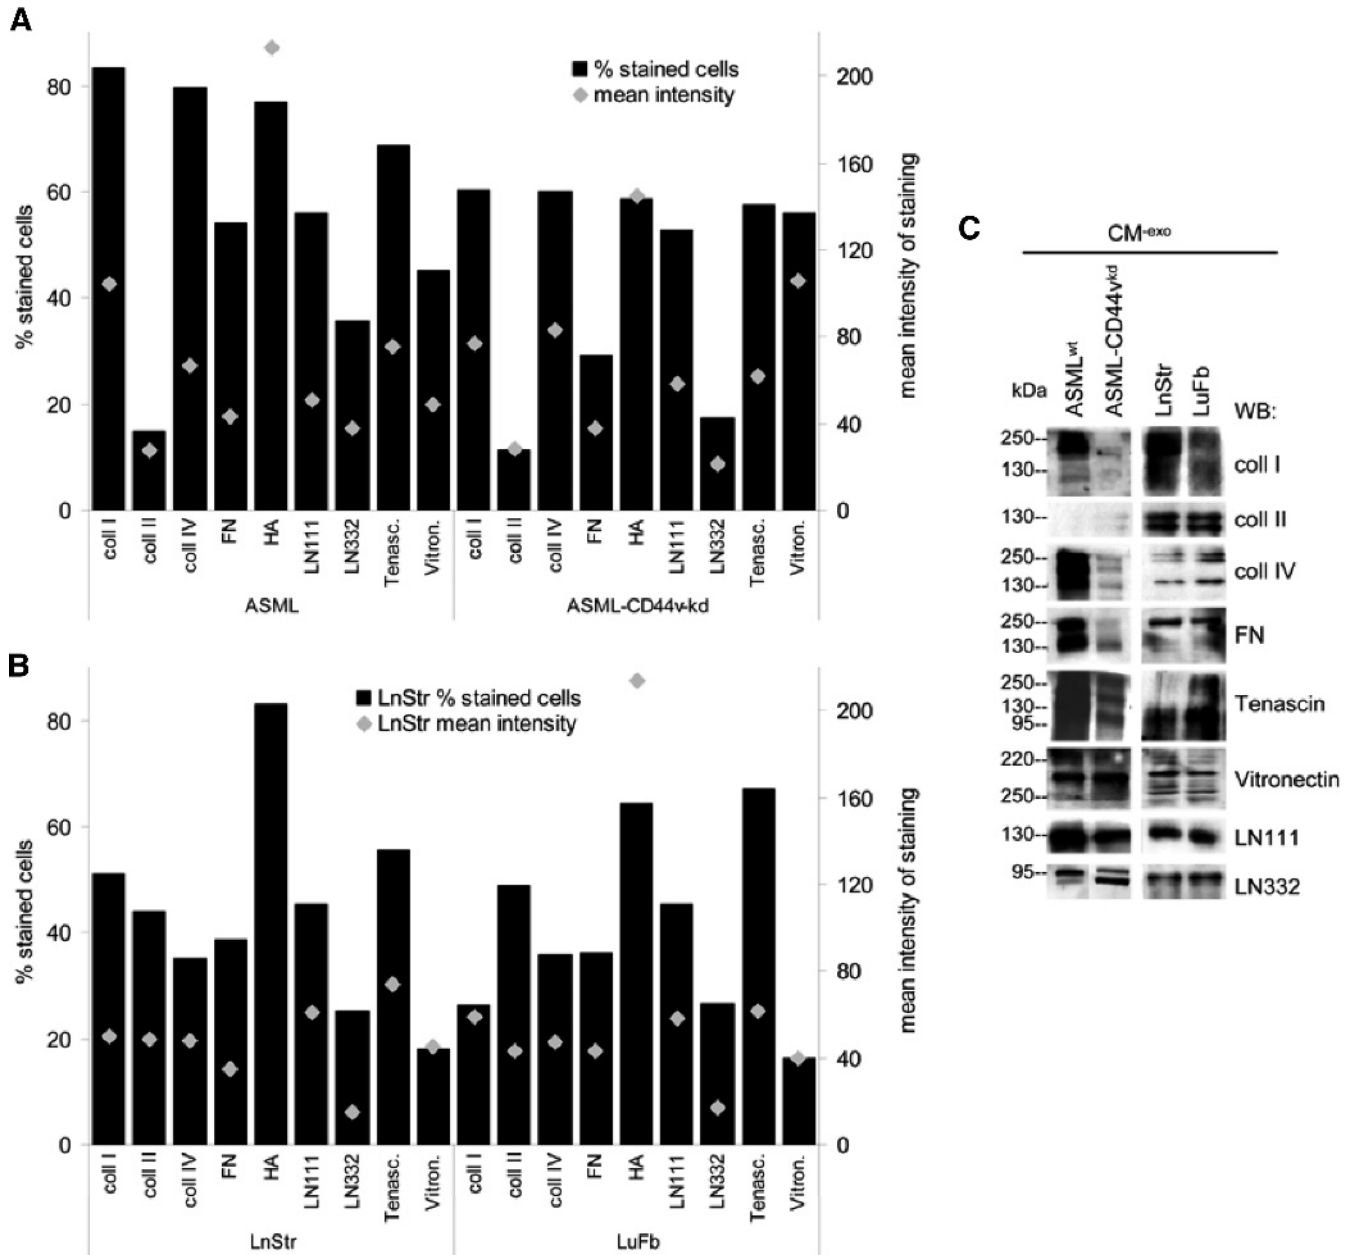 A
% stained cells
mean intensity
80
60
40
20
0
% stained cells
200
160
120
80
40
0
mean intensity of staining
coll I
coll II
coll IV
FN
HA
LN111
LN332
Tenasc.
Vitron.
coll I
coll II
coll IV
FN
HA
LN111
LN332
Tenasc.
Vitron.
ASML
ASML-CD44v-kd
B
LnStr % stained cells
LnStr mean intensity
80
60
40
20
0
% stained cells
200
160
120
80
40
0
mean intensity of staining
coll I
coll II
coll IV
FN
HA
LN111
LN332
Tenasc.
Vitron.
coll I
coll II
coll IV
FN
HA
LN111
LN332
Tenasc.
Vitron.
LnStr
LuFb
C
CM-exo
kDa
ASMLwt
ASML-CD44vkd
LnStr
LuFb
WB:
250--
130--
coll I
130--
coll II
250--
130--
coll IV
250--
130--
FN
250--
130--
95--
Tenascin
220--
250--
Vitronectin
130--
LN111
95--
LN332